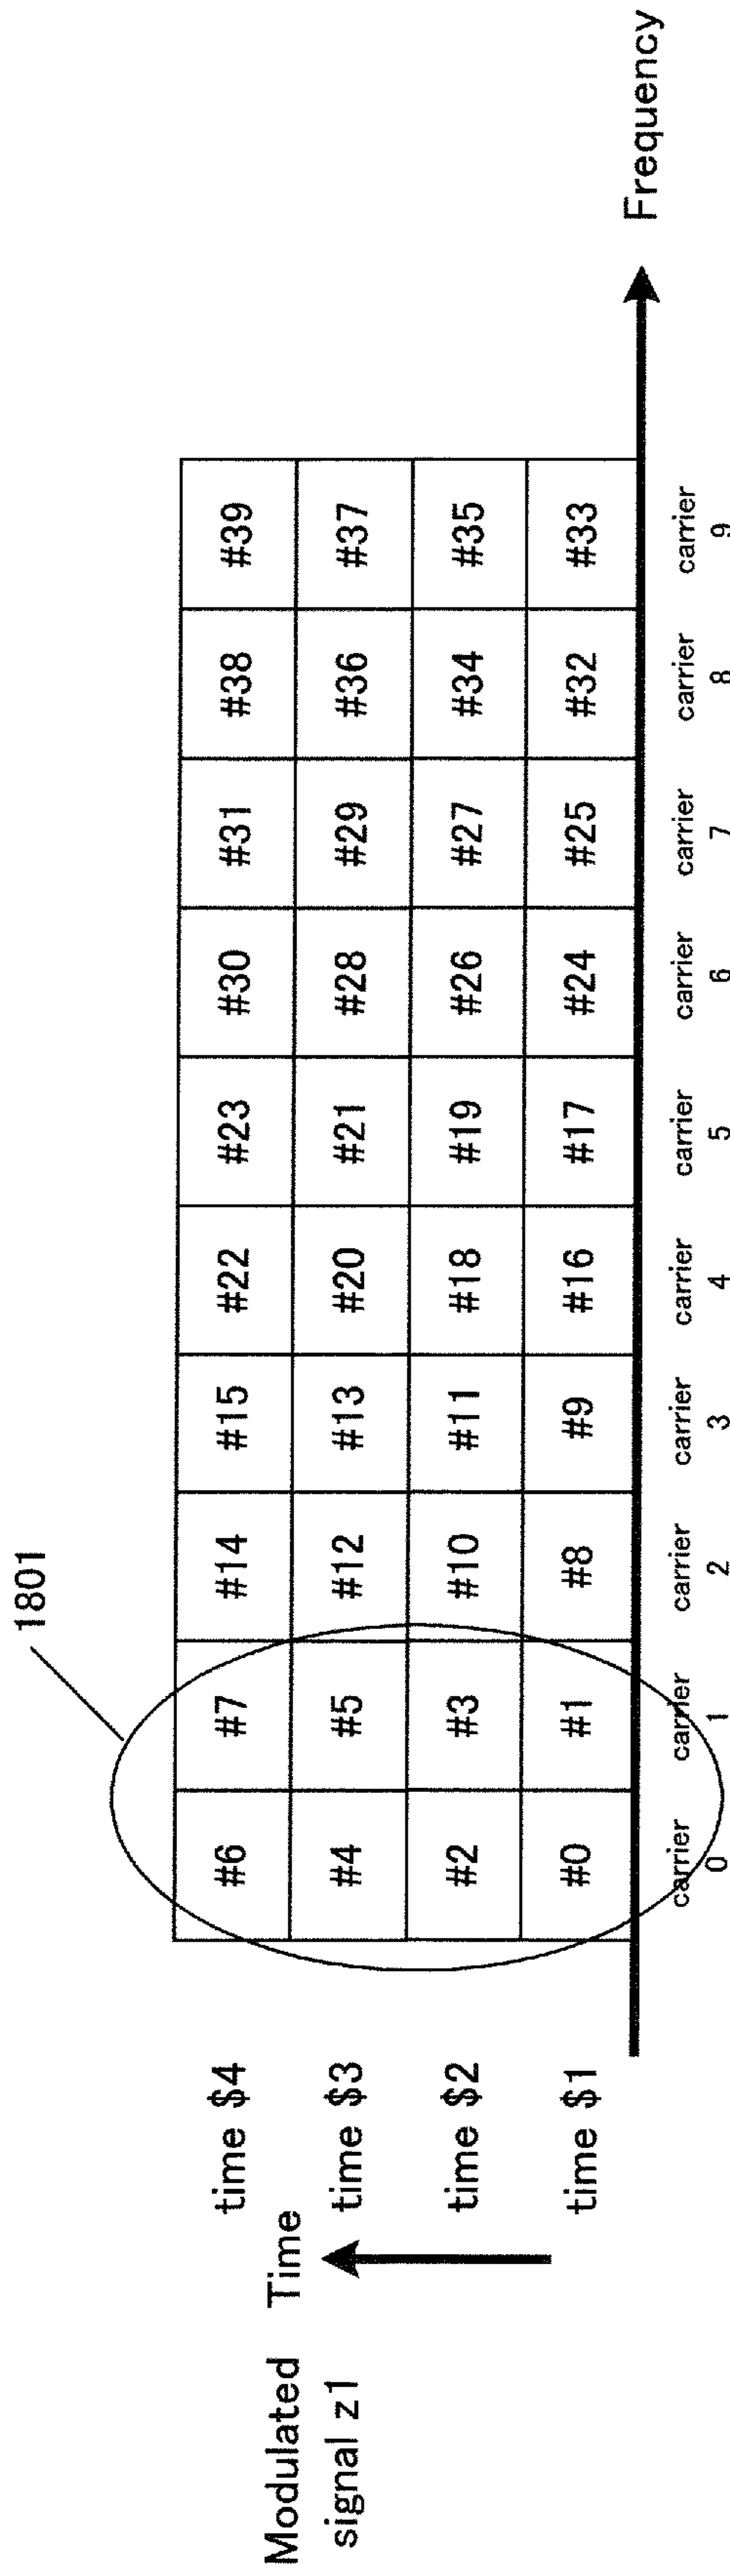 1801
Modulated
signal z1
Time
time $4
#6 #7 #14 #15 #22 #23 #30 #31 #38 #39
time $3
#4 #5 #12 #13 #20 #21 #28 #29 #36 #37
time $2
#2 #3 #10 #11 #18 #19 #26 #27 #34 #35
time $1
#0 #1 #8 #9 #16 #17 #24 #25 #32 #33
carrier 0
carrier 1
carrier 2
carrier 3
carrier 4
carrier 5
carrier 6
carrier 7
carrier 8
carrier 9
Frequency